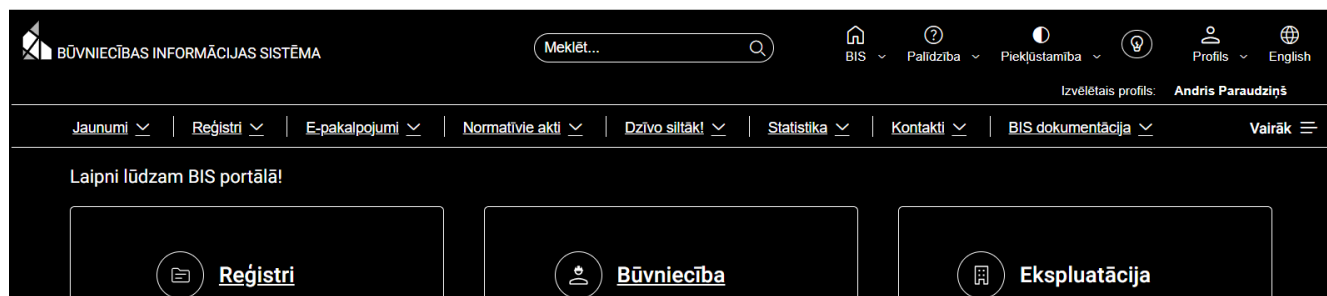 BŪVNIECĪBAS INFORMĀCIJAS SISTĒMA
Meklēt...
BIS
Palīdzība
Piekļūstamība
Profils
English
Izvēlētais profils: Andris Paraudziņš
Jaunumi
Reģistri
E-pakalpojumi
Normatīvie akti
Dzīvo siltāk!
Statistika
Kontakti
BIS dokumentācija
Vairāk
Laipni lūdzam BIS portālā!
Reģistri
Būvniecība
Ekspluatācija